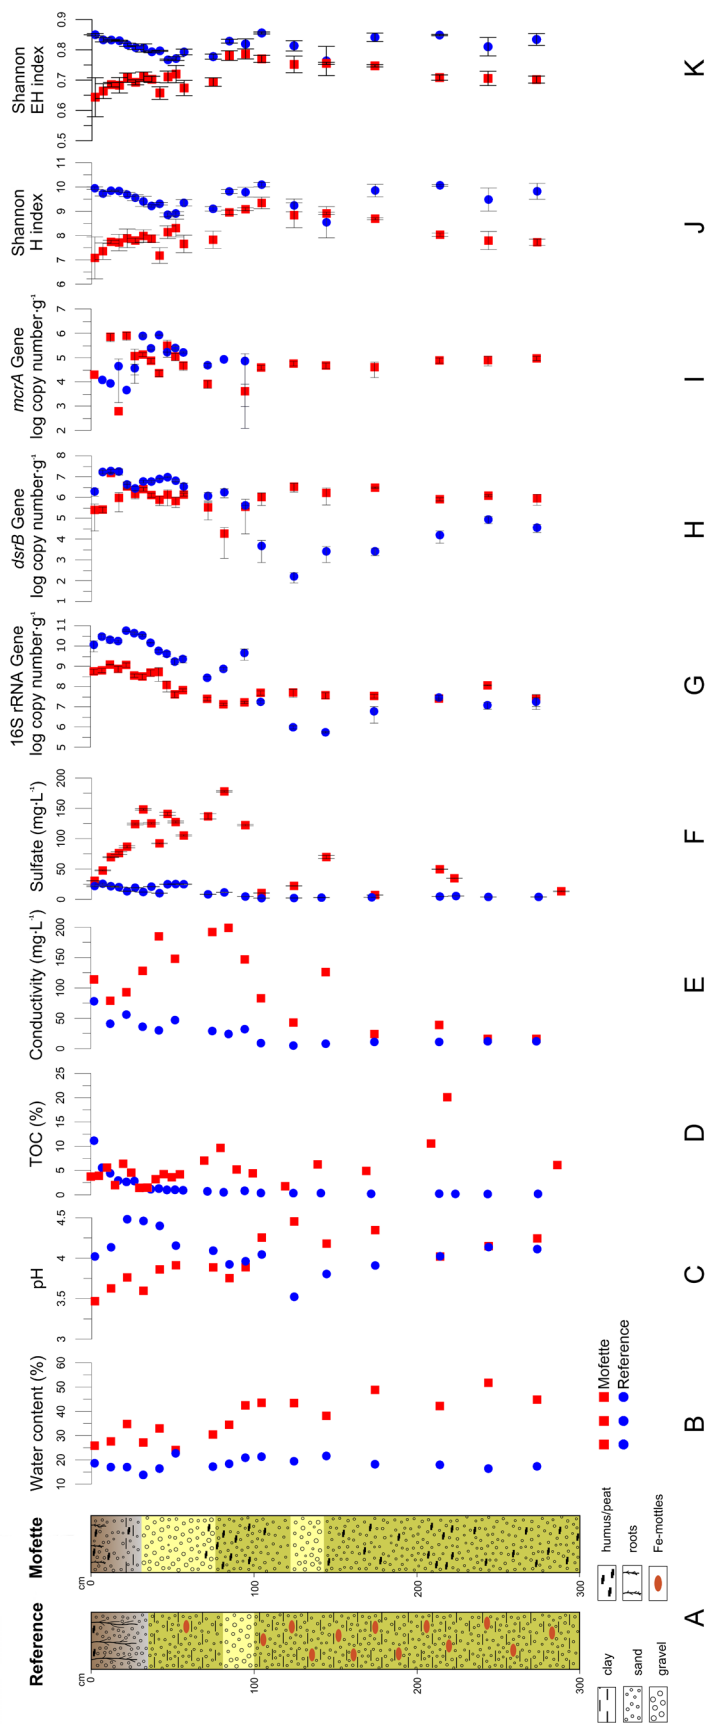 Reference
cm
0
100
200
300
Mofette
cm
0
100
200
300
clay
sand
gravel
humus/peat
roots
Fe-mottles
A
Water content (%)
10 20 30 40 50 60
B
Mofette
Reference
pH
3 3.5 4 4.5
C
TOC (%)
0 5 10 15 20 25
D
Conductivity (mg·L⁻¹)
0 50 100 150 200
E
Sulfate (mg·L⁻¹)
0 50 100 150 200
F
16S rRNA Gene
log copy number·g⁻¹
5 6 7 8 9 10 11
G
dsrB Gene
log copy number·g⁻¹
1 2 3 4 5 6 7 8
H
mcrA Gene
log copy number·g⁻¹
2 3 4 5 6 7
I
Shannon
H index
6 7 8 9 10 11
J
Shannon
EH index
0.5 0.6 0.7 0.8 0.9
K